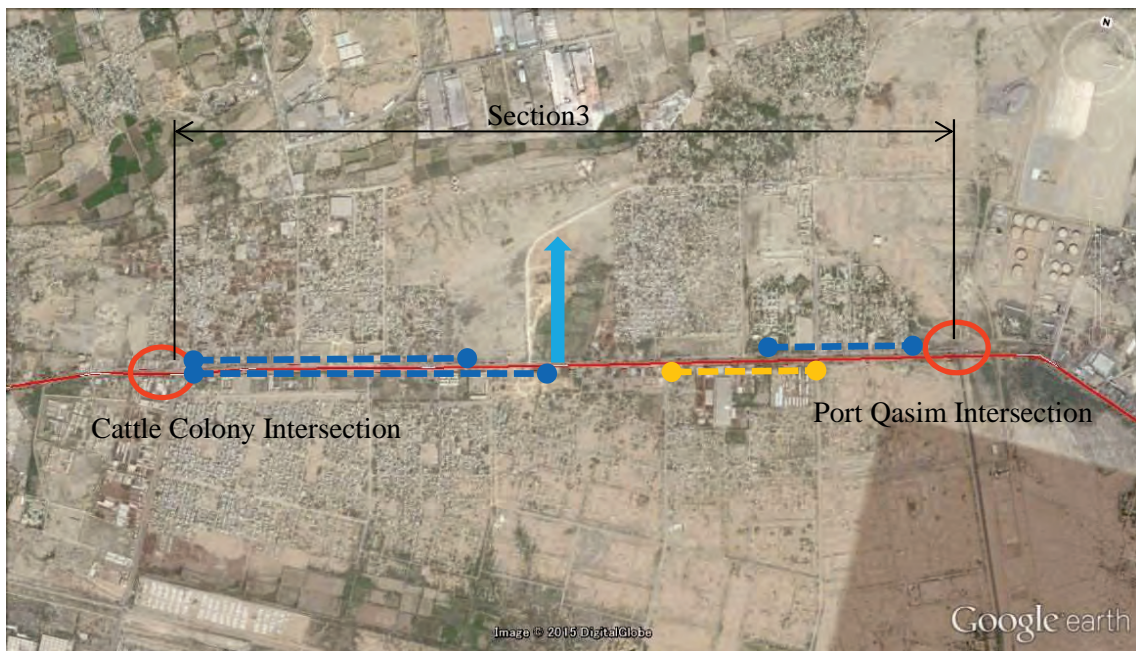 N
Section3
Cattle Colony Intersection
Port Qasim Intersection
Image © 2015 DigitalGlobe
Google earth